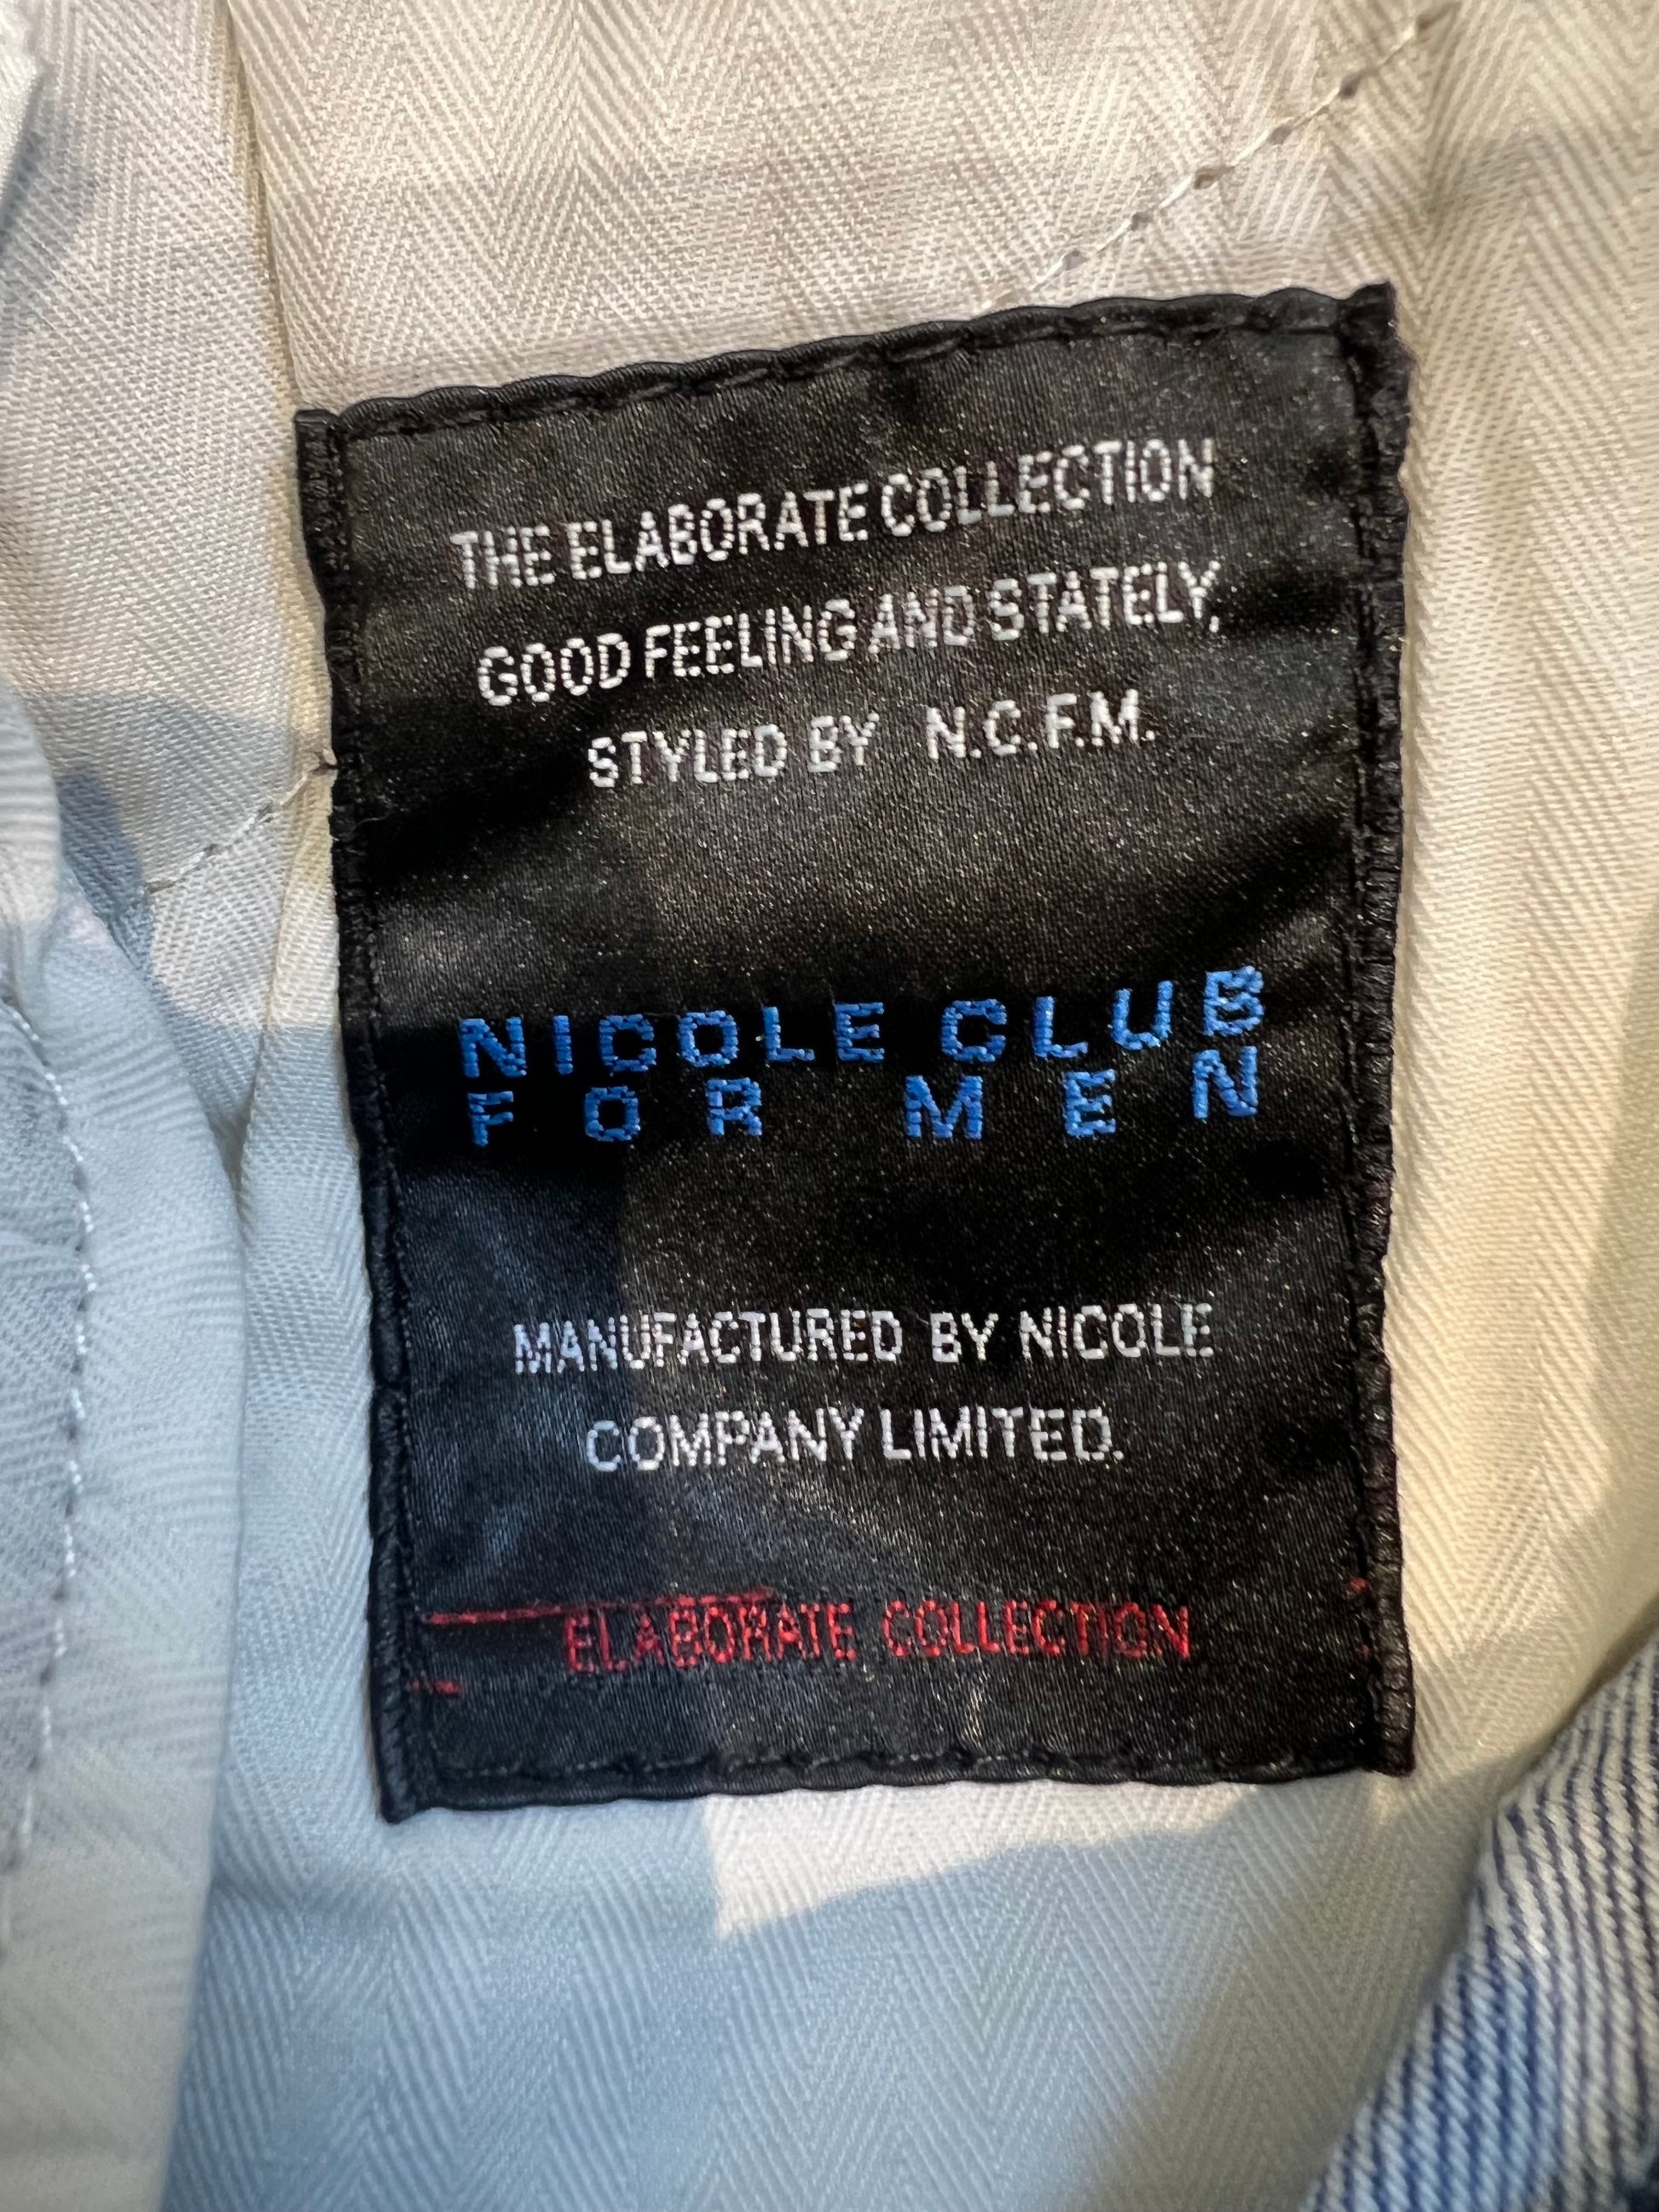 THE ELABORATE COLLECTION
GOOD FEELING AND STATELY,
STYLED BY N.C.F.M.
NICOLE CLUB
FOR MEN
MANUFACTURED BY NICOLE
COMPANY LIMITED.
ELABORATE COLLECTION